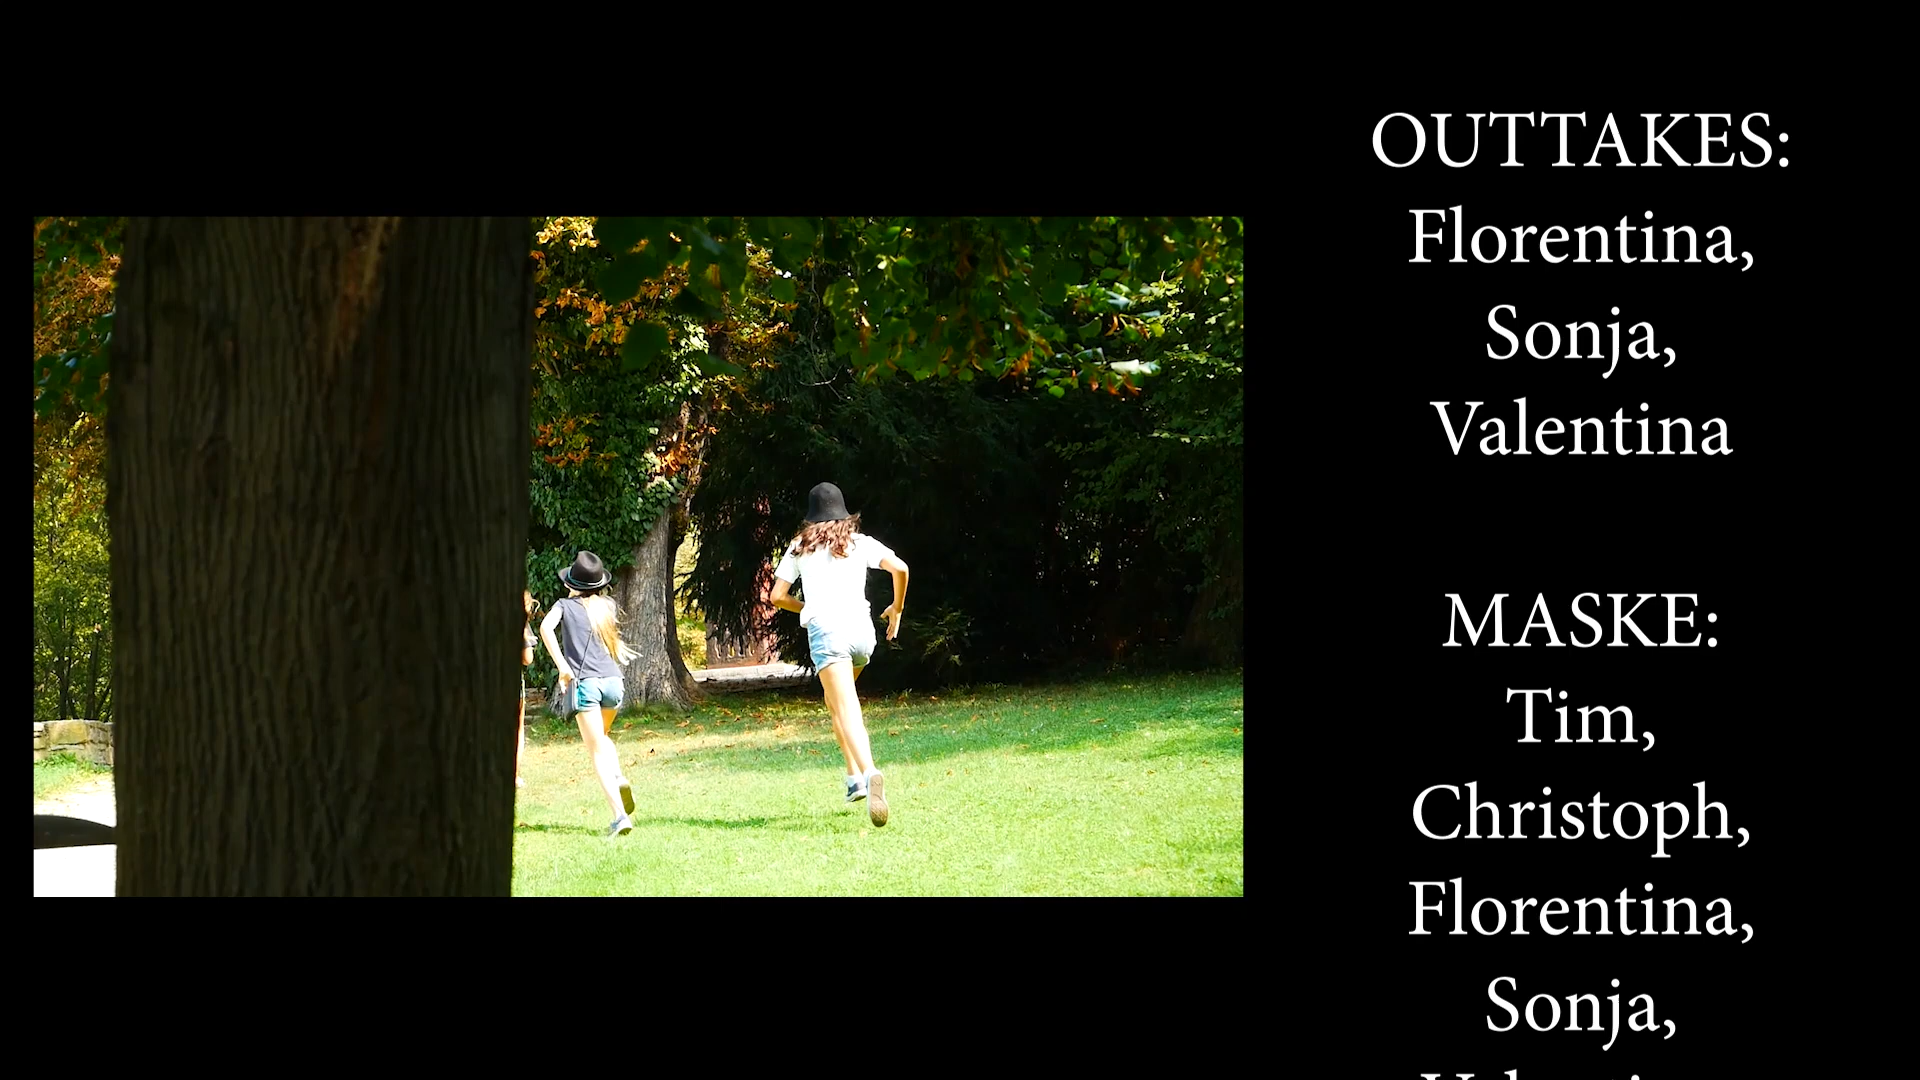 OUTTAKES:
Florentina,
Sonja,
Valentina
MASKE:
Tim,
Christoph,
Florentina,
Sonja,